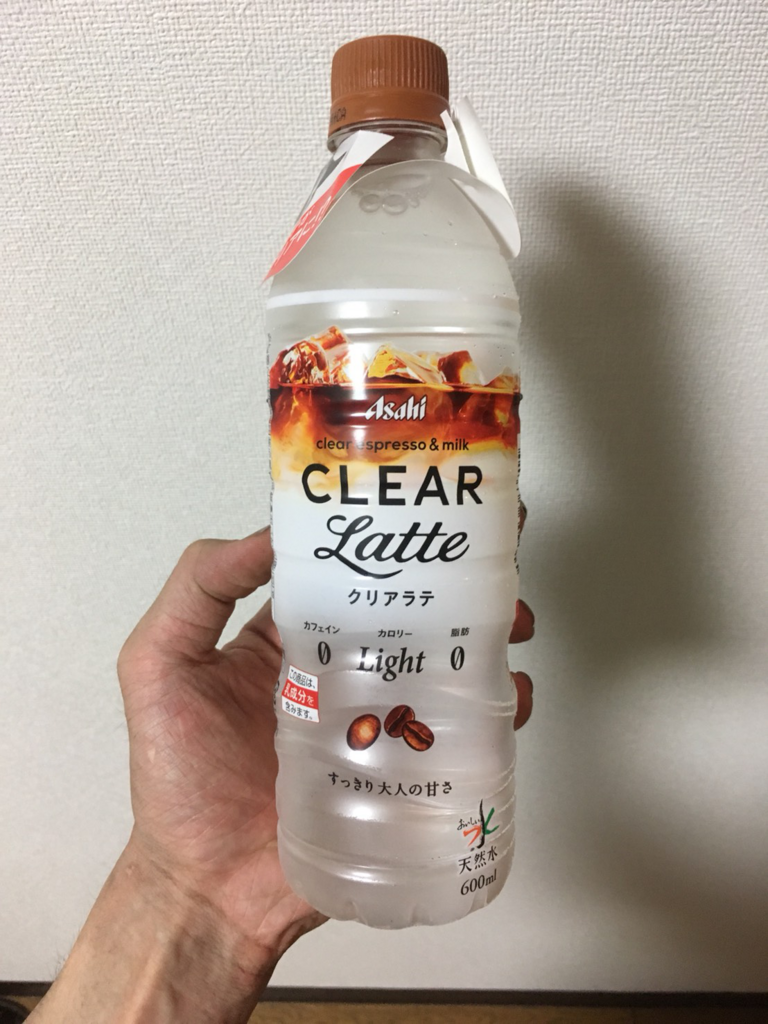 Asahi
clear espresso & milk
CLEAR
Latte
クリアラテ
カフェイン カロリー 脂肪
0 Light 0
この商品は、
乳成分を
含みます。
すっきり大人の甘さ
おいしい
水
天然水
600ml